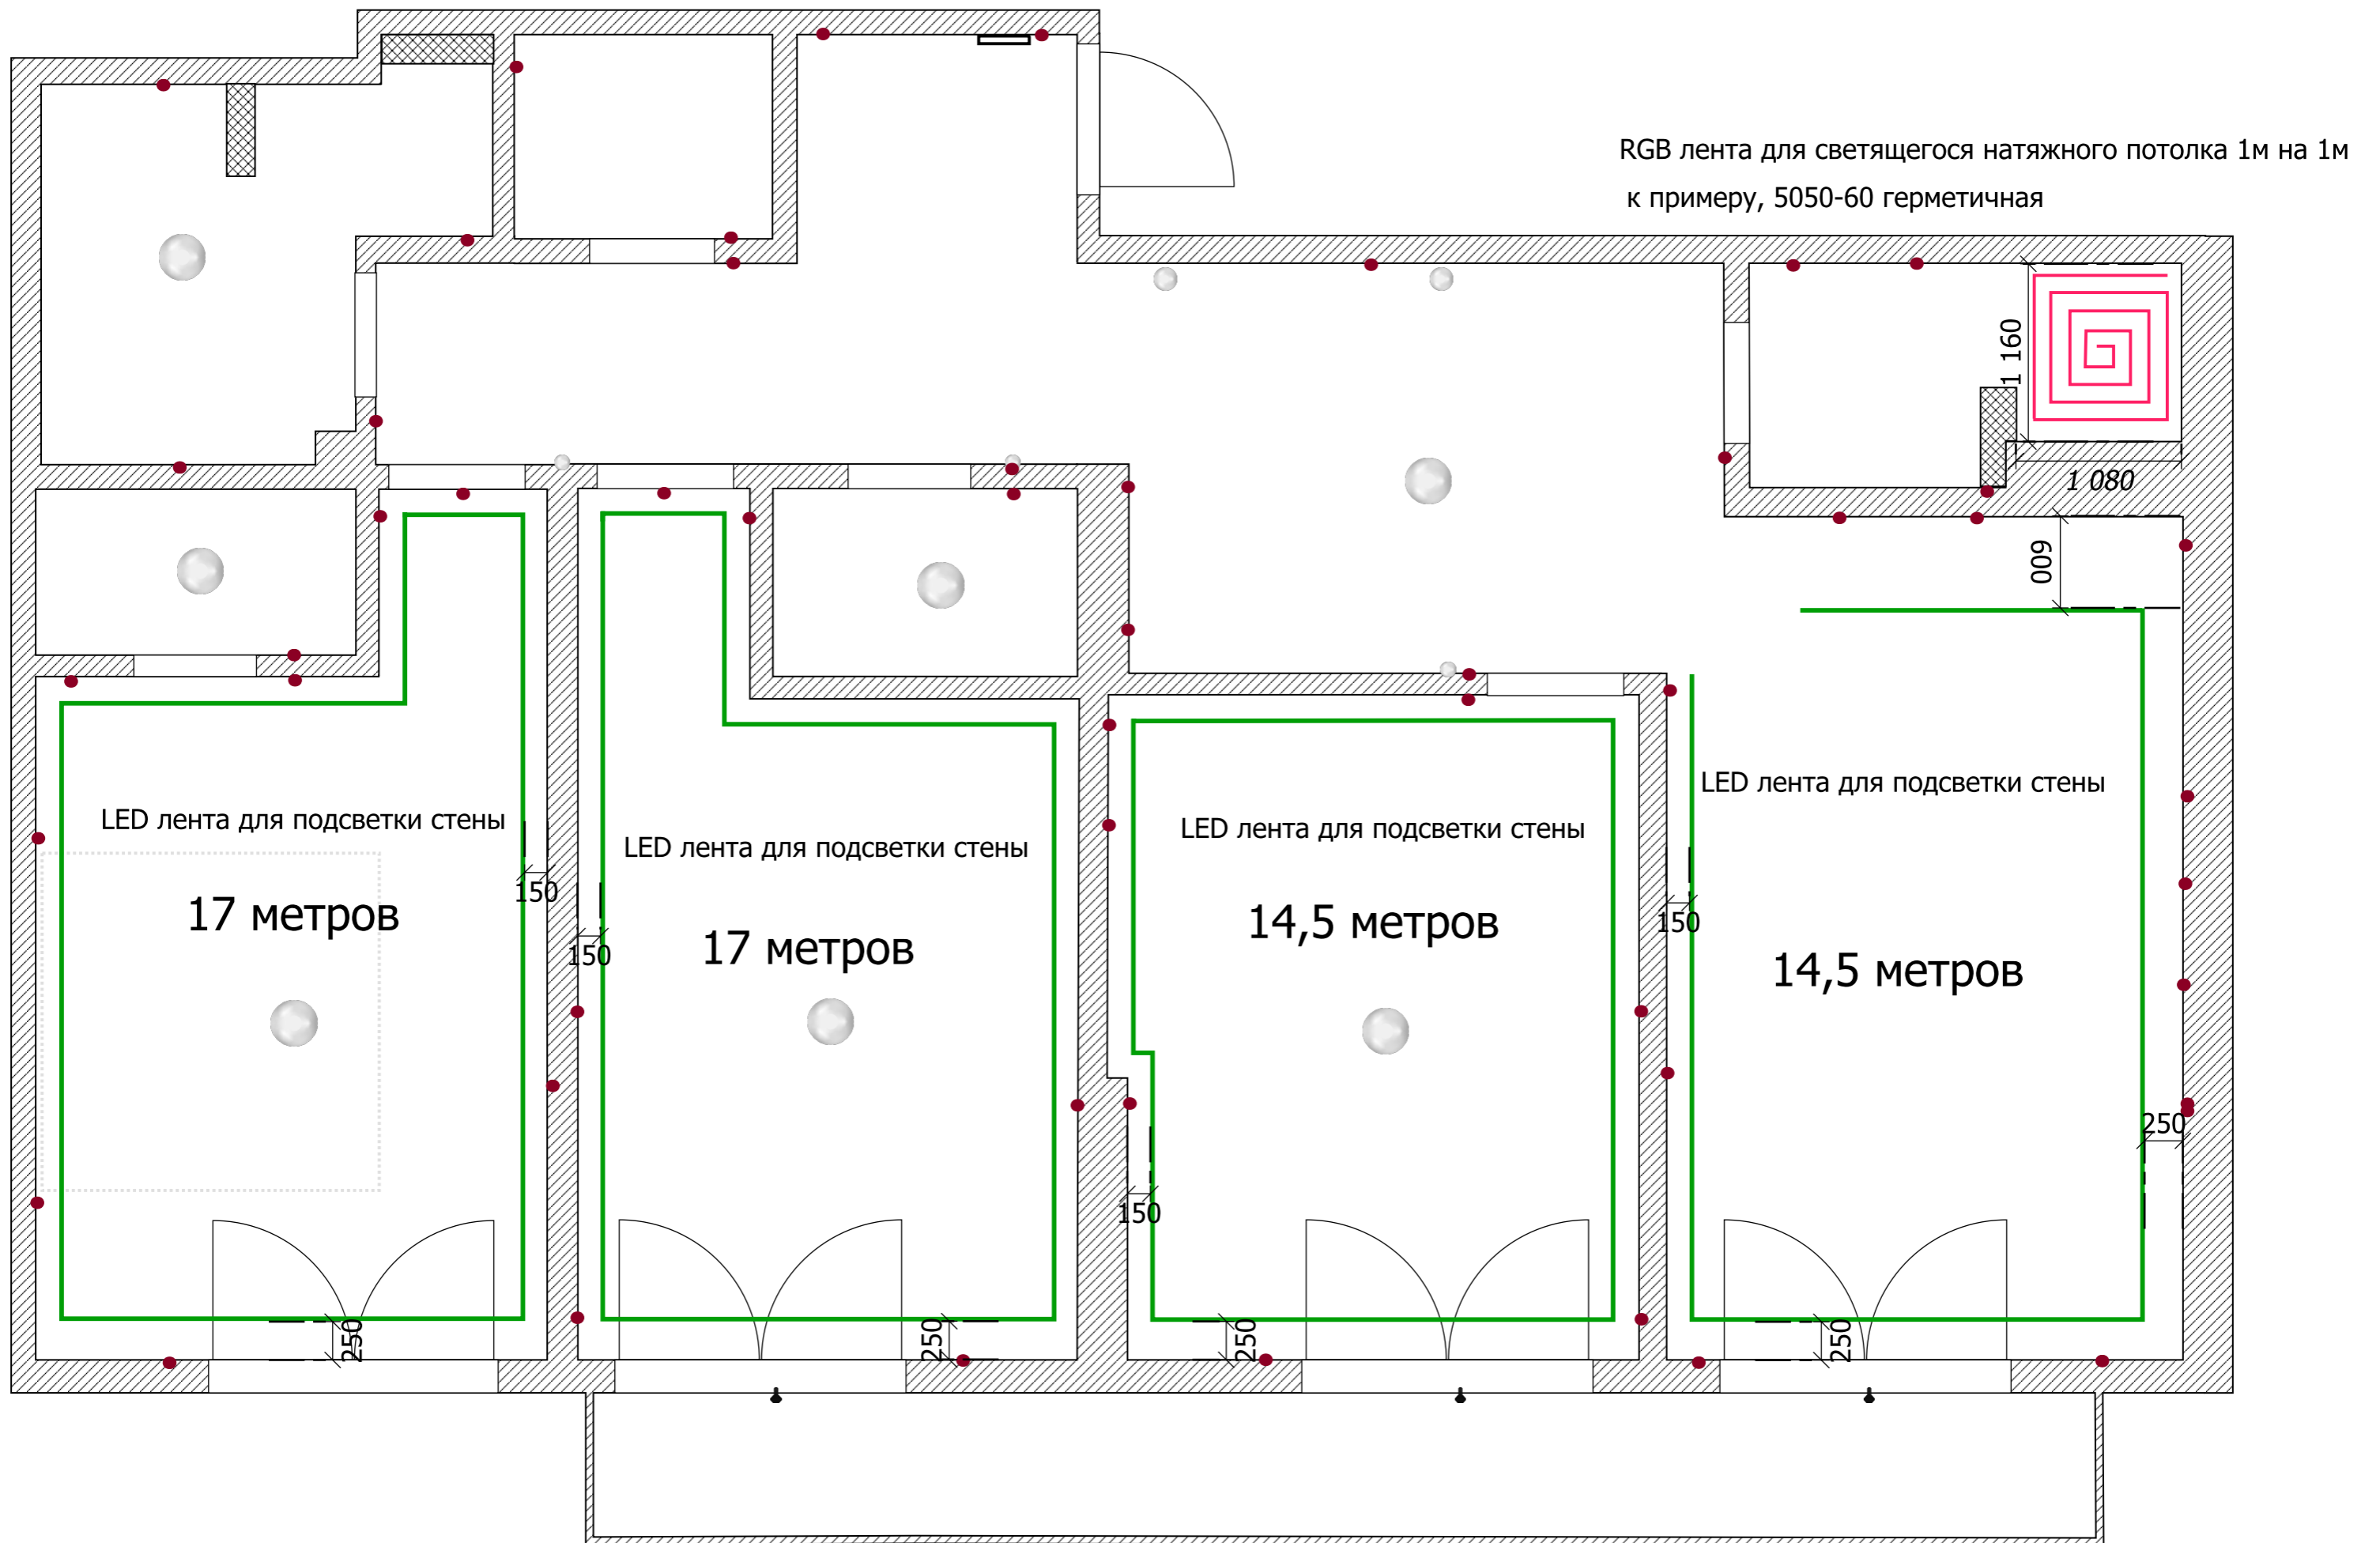 RGB лента для светящегося натяжного потолка 1м на 1м
к примеру, 5050-60 герметичная
1 160
1 080
600
LED лента для подсветки стены
17 метров
150
250
LED лента для подсветки стены
17 метров
150
250
LED лента для подсветки стены
14,5 метров
150
250
LED лента для подсветки стены
14,5 метров
150
250
250